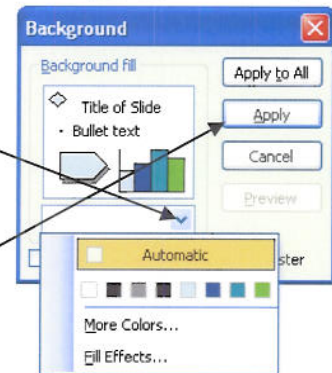 Background
Background fill
Title of Slide
• Bullet text
Apply to All
Apply
Cancel
Preview
Automatic
ster
More Colors...
Fill Effects...